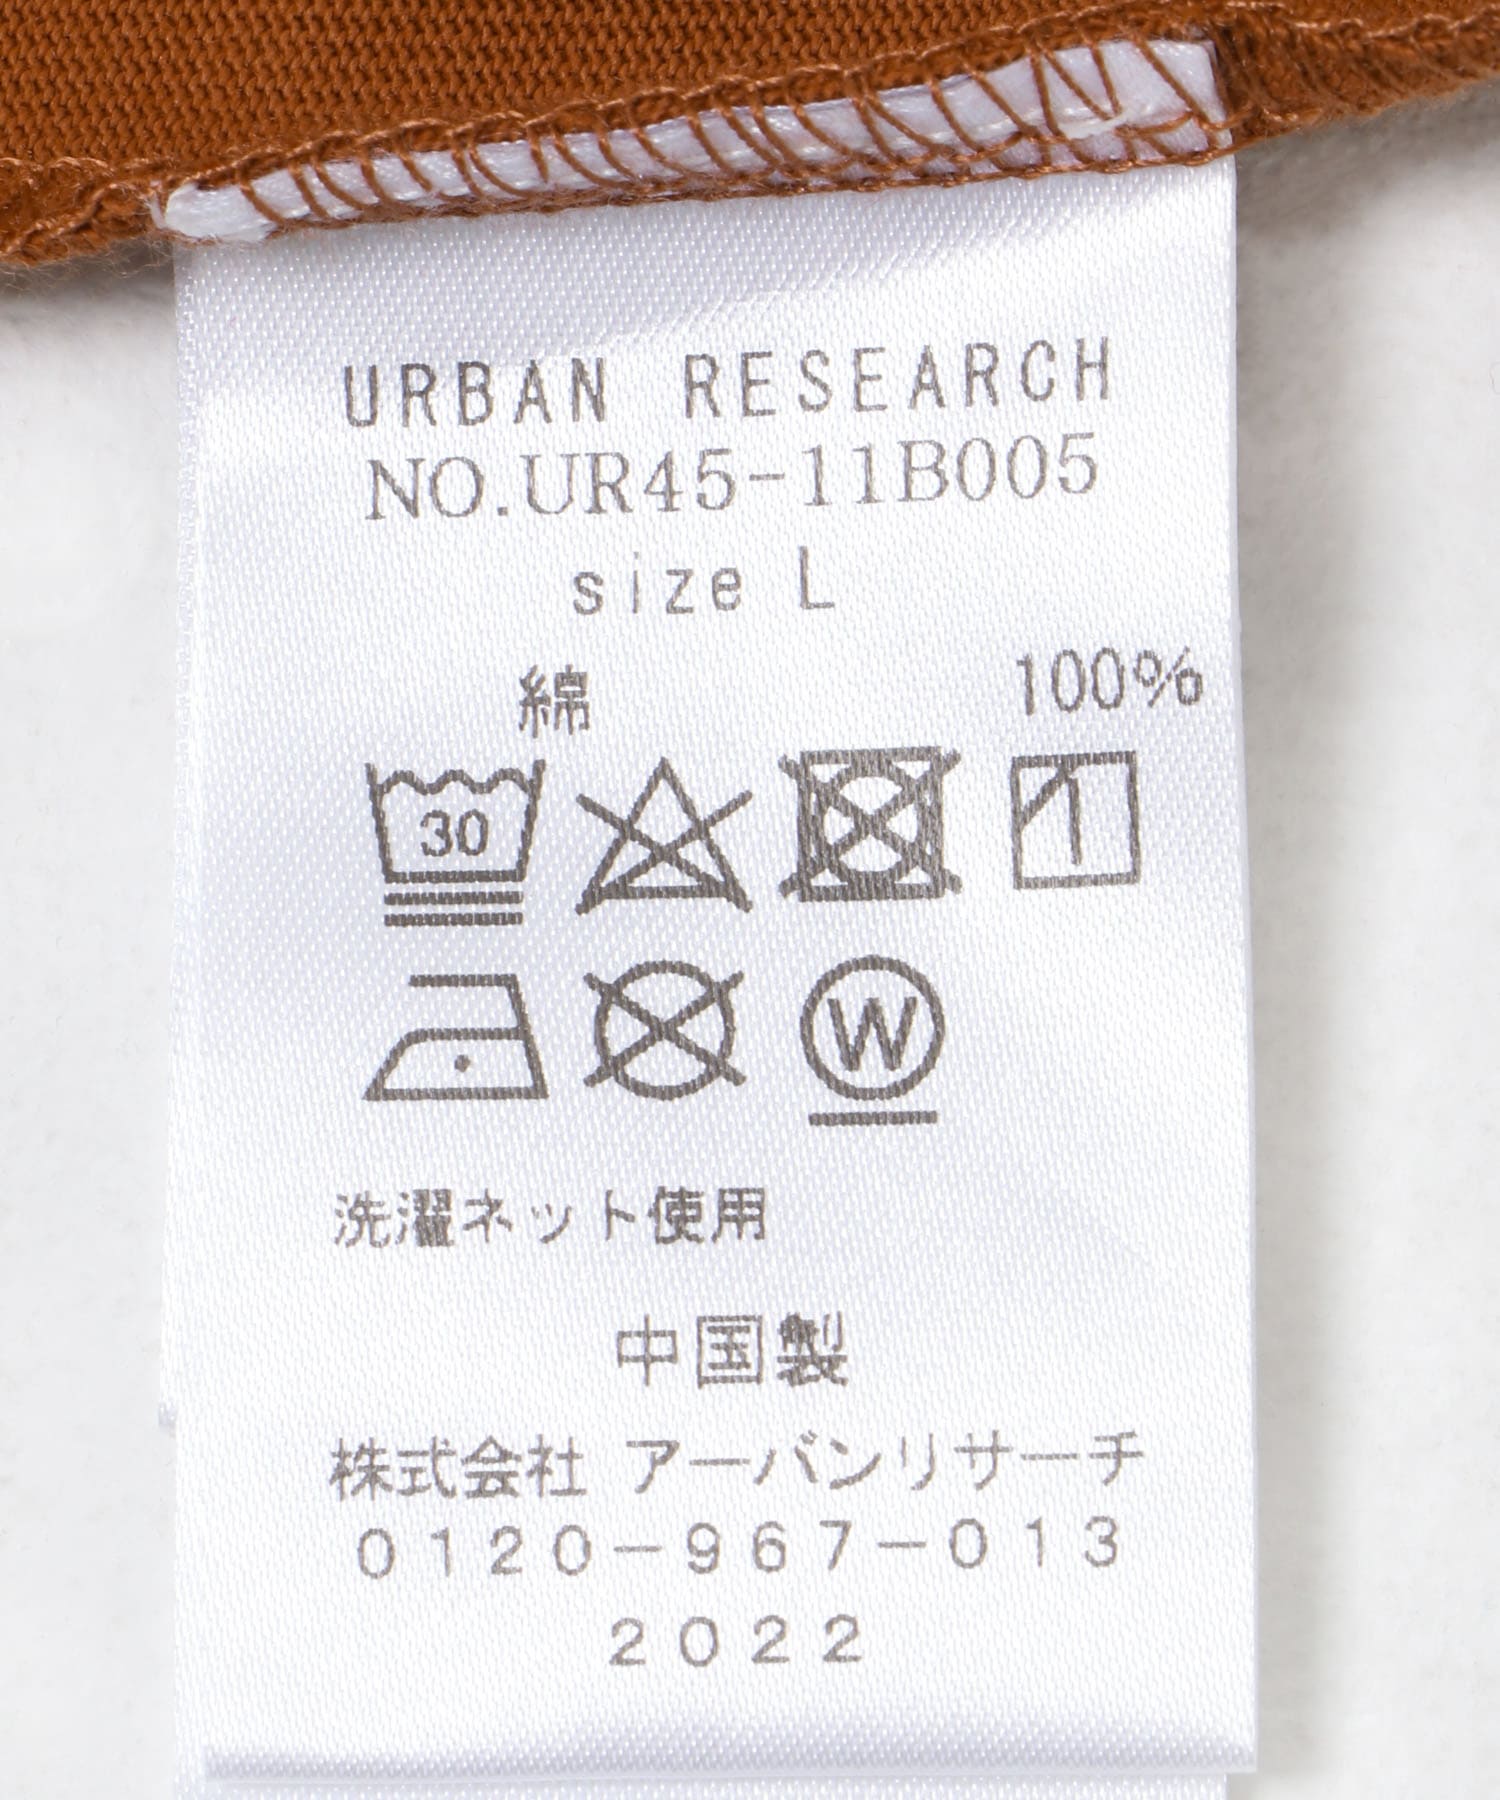 URBAN RESEARCH
NO.UR45-11B005
size L
綿 100%
30
W
洗濯ネット使用
中国製
株式会社 アーバンリサーチ
0120-967-013
2022